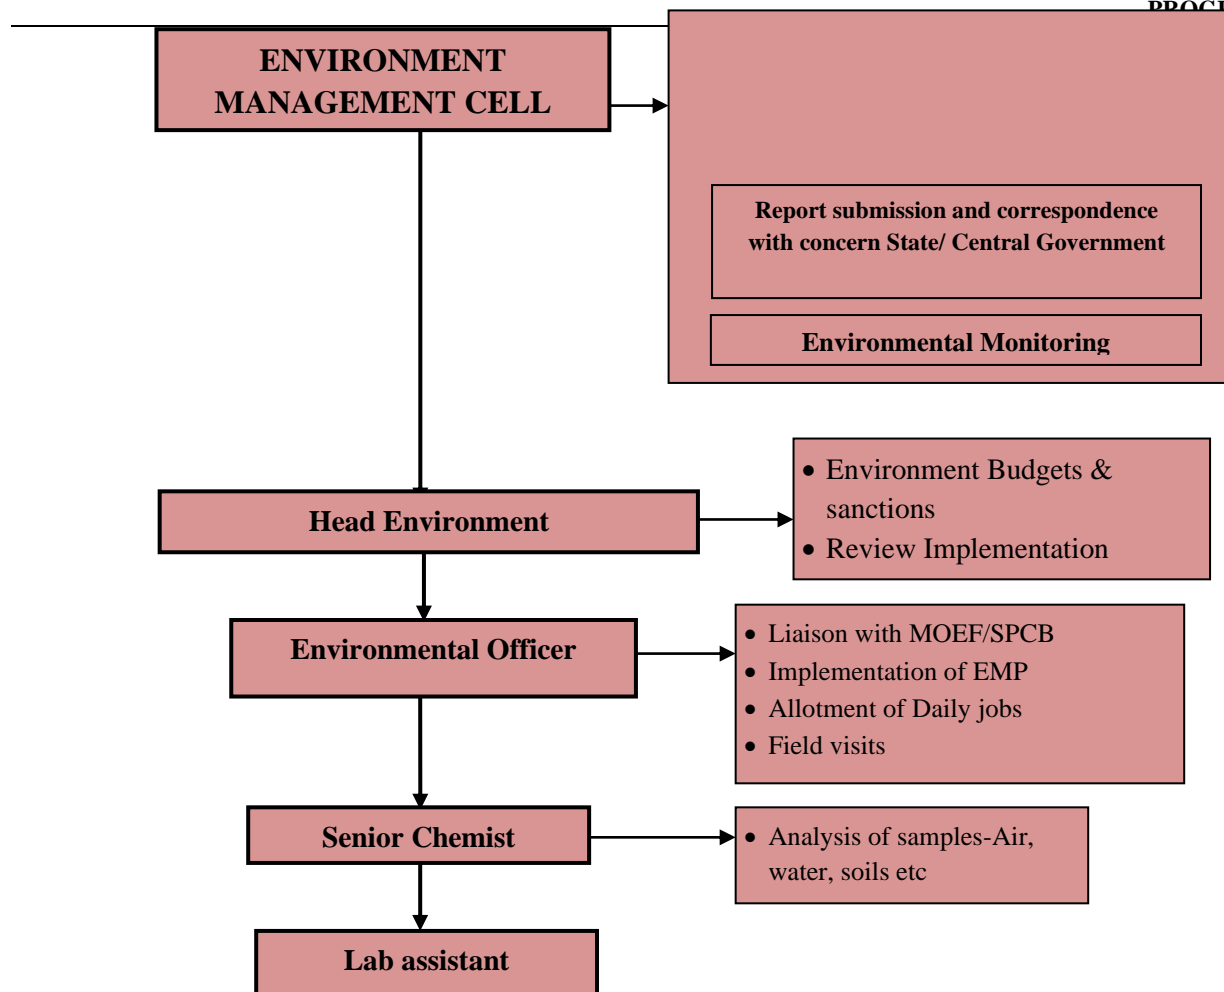 ENVIRONMENT
MANAGEMENT CELL
Report submission and correspondence
with concern State/ Central Government
Environmental Monitoring
Head Environment
• Environment Budgets &
sanctions
• Review Implementation
Environmental Officer
• Liaison with MOEF/SPCB
• Implementation of EMP
• Allotment of Daily jobs
• Field visits
Senior Chemist
• Analysis of samples-Air,
water, soils etc
Lab assistant